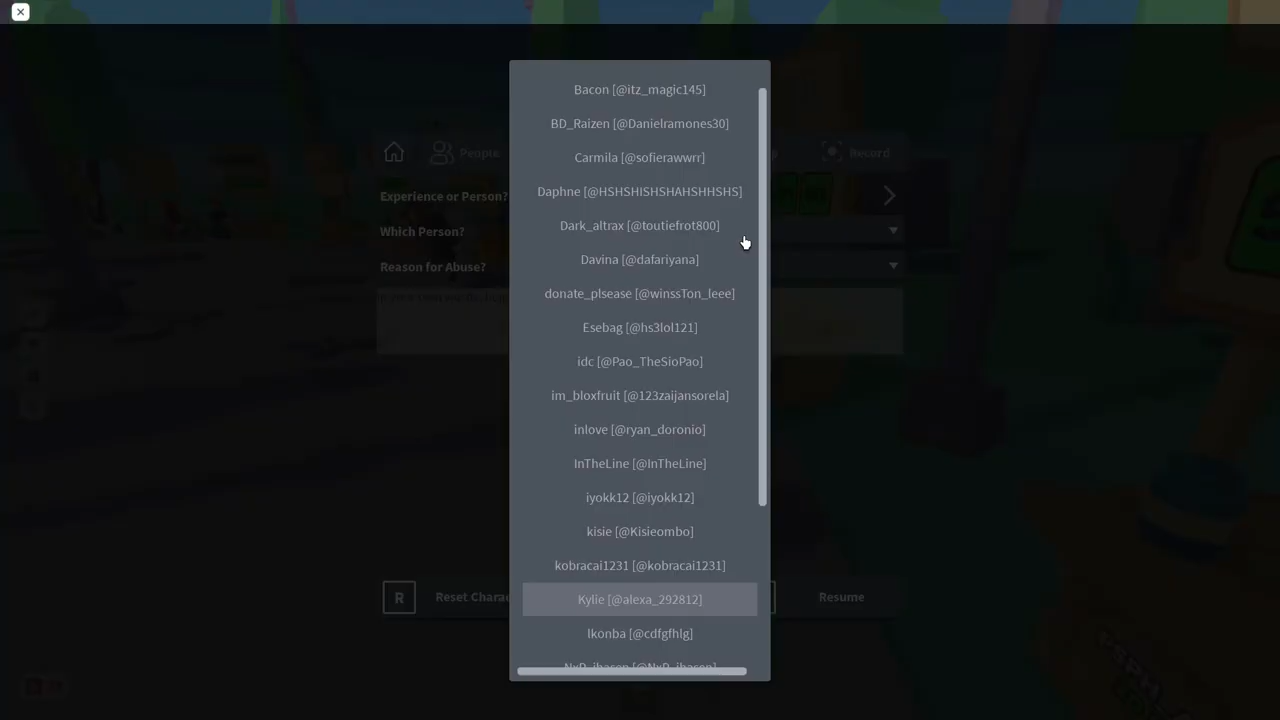 Bacon [@itz_magic145]
BD_Raizen [@Danielramones30]
Carmila [@sofierawwrr]
People
Record
Daphne [@HSHSHISHSHAHSHHSHS]
Experience or Person?
Dark_altrax [@toutiefrot800]
Which Person?
Davina [@dafariyana]
Reason for Abuse?
donate_plsease [@winssTon_leee]
Esebag [@hs3lol121]
idc [@Pao_TheSioPao]
im_bloxfruit [@123zaijansorela]
inlove [@ryan_doronio]
InTheLine [@InTheLine]
iyokk12 [@iyokk12]
kisie [@Kisieombo]
kobracai1231 [@kobracai1231]
R Reset Charac
Kylie [@alexa_292812]
Resume
lkonba [@cdfgfhlg]